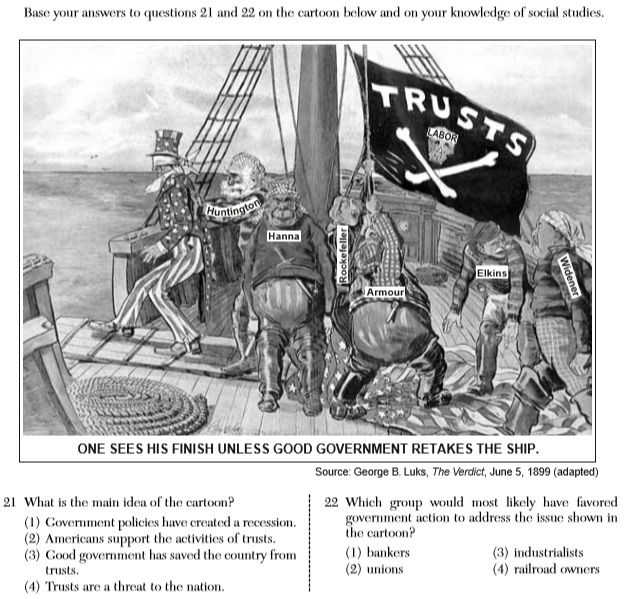 Base your answers to questions 21 and 22 on the cartoon below and on your knowledge of social studies.
TRUSTS
LABOR
Huntington
Hanna
Rockefeller
Armour
Elkins
Widener
ONE SEES HIS FINISH UNLESS GOOD GOVERNMENT RETAKES THE SHIP.
Source: George B. Luks, The Verdict, June 5, 1899 (adapted)
21 What is the main idea of the cartoon?
(1) Government policies have created a recession.
(2) Americans support the activities of trusts.
(3) Good government has saved the country from
trusts.
(4) Trusts are a threat to the nation.
22 Which group would most likely have favored
government action to address the issue shown in
the cartoon?
(1) bankers
(2) unions
(3) industrialists
(4) railroad owners